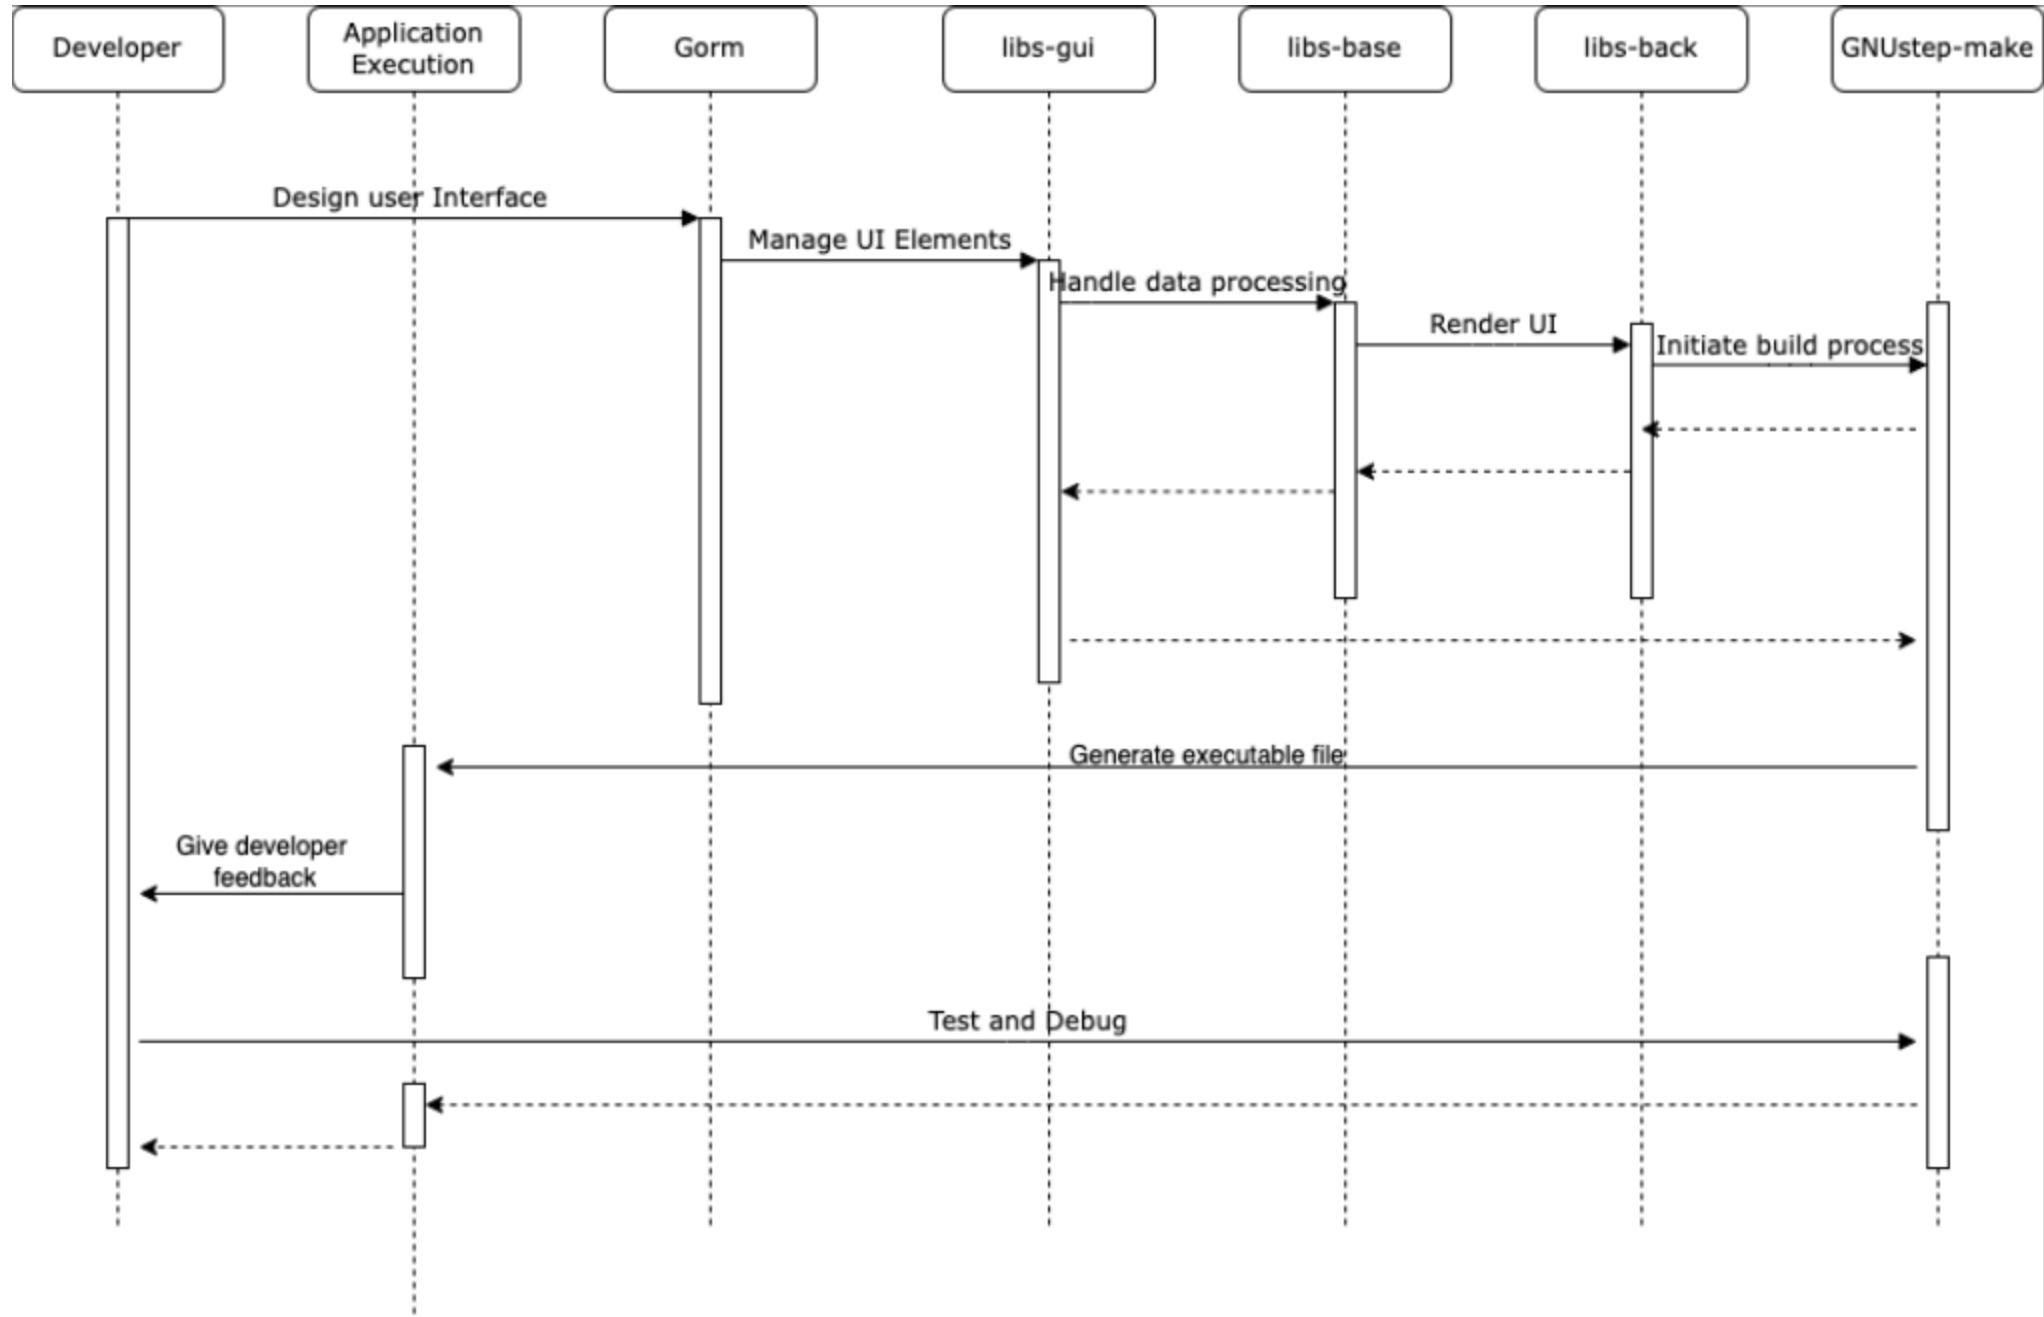 Developer
Application
Execution
Gorm
libs-gui
libs-base
libs-back
GNUstep-make
Design user Interface
Manage UI Elements
Handle data processing
Render UI
Initiate build process
Generate executable file
Give developer
feedback
Test and Debug